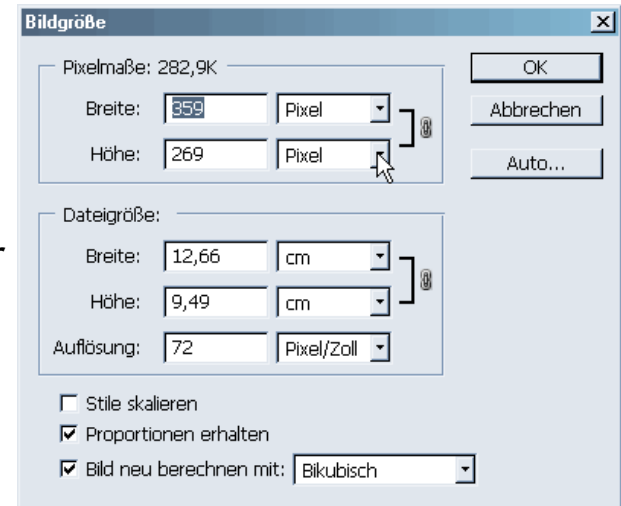 Bildgröße
Pixelmaße: 282,9K
OK
Breite: 359 Pixel
Abbrechen
Höhe: 269 Pixel
Auto...
Dateigröße:
Breite: 12,66 cm
Höhe: 9,49 cm
Auflösung: 72 Pixel/Zoll
Stile skalieren
Proportionen erhalten
Bild neu berechnen mit: Bikubisch